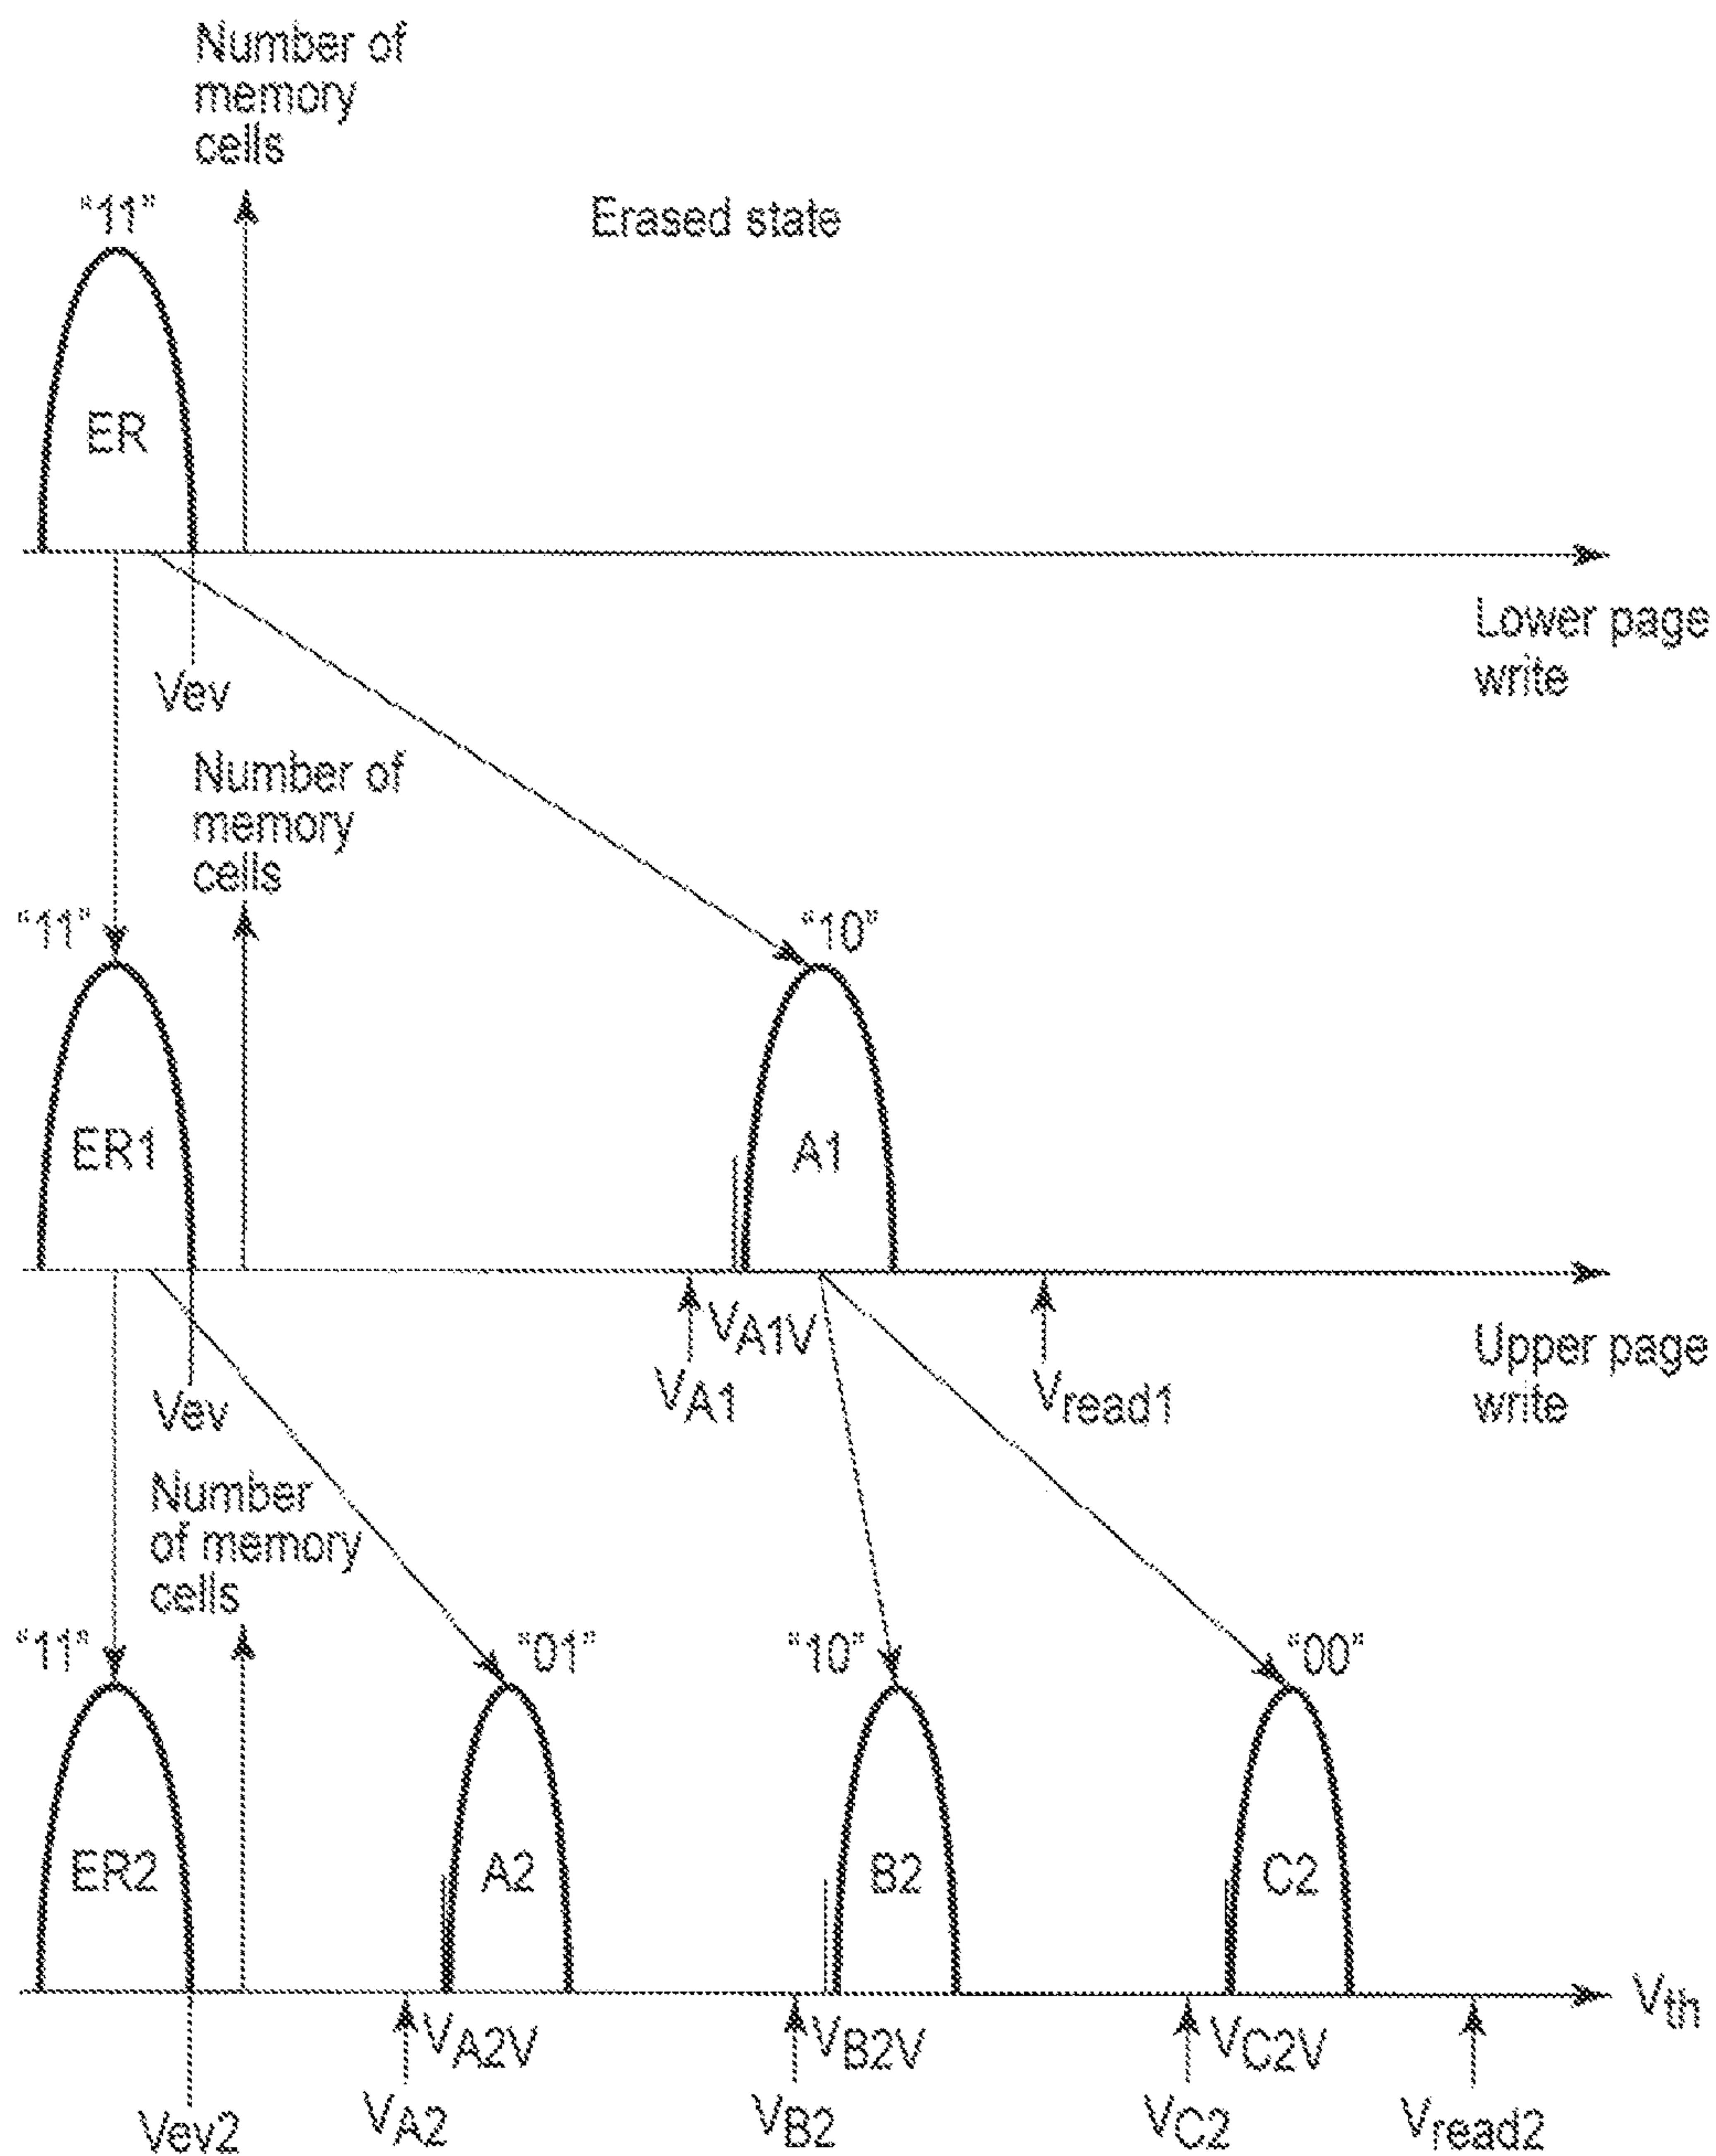 Number of
memory
cells
“11”
Erased state
ER
Lower page
write
Vev
Number of
memory
cells
“11”
“10”
ER1
A1
VA1V
Upper page
write
VA1
Vread1
Vev
Number
of memory
cells
“11”
“01”
“10”
“00”
ER2
A2
B2
C2
Vth
VA2V
VB2V
VC2V
Vev2
VA2
VB2
VC2
Vread2